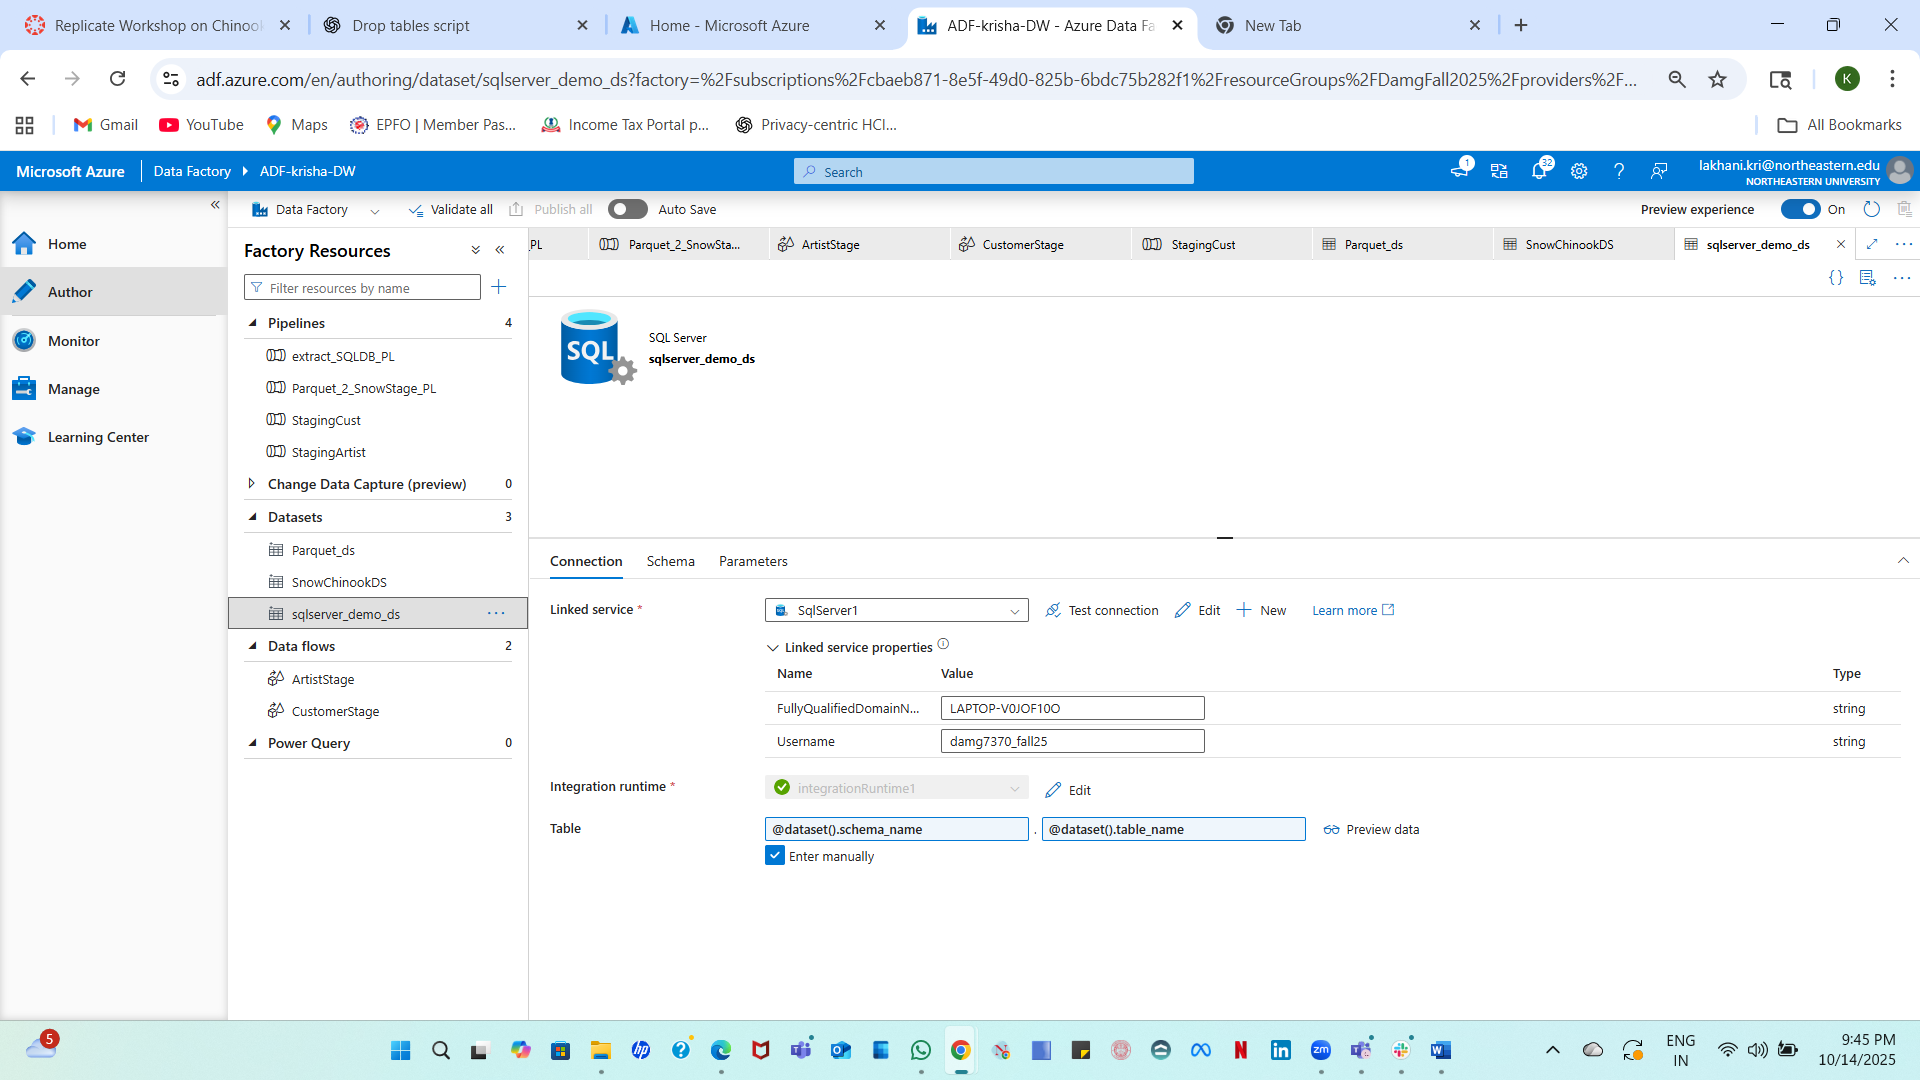 Replicate Workshop on Chinook
Drop tables script
Home - Microsoft Azure
ADF-krisha-DW - Azure Data Fa
New Tab
adf.azure.com/en/authoring/dataset/sqlserver_demo_ds?factory=%2Fsubscriptions%2Fcbaeb871-8e5f-49d0-825b-6bdc75b282f1%2FresourceGroups%2FDamgFall2025%2Fproviders%2F...
K
Gmail
YouTube
Maps
EPFO | Member Pas...
Income Tax Portal p...
Privacy-centric HCI...
All Bookmarks
Microsoft Azure
Data Factory
ADF-krisha-DW
Search
1
32
lakhani.kri@northeastern.edu
NORTHEASTERN UNIVERSITY
Data Factory
Validate all
Publish all
Auto Save
Preview experience
On
Home
Author
Monitor
Manage
Learning Center
Factory Resources
Filter resources by name
Pipelines 4
extract_SQLDB_PL
Parquet_2_SnowStage_PL
StagingCust
StagingArtist
Change Data Capture (preview) 0
Datasets 3
Parquet_ds
SnowChinookDS
sqlserver_demo_ds
Data flows 2
ArtistStage
CustomerStage
Power Query 0
_PL
Parquet_2_SnowSta...
ArtistStage
CustomerStage
StagingCust
Parquet_ds
SnowChinookDS
sqlserver_demo_ds
SQL
SQL Server
sqlserver_demo_ds
Connection
Schema
Parameters
Linked service *
SqlServer1
Test connection
Edit
New
Learn more
Linked service properties
Name Value Type
FullyQualifiedDomainN... LAPTOP-V0JOF10O string
Username damg7370_fall25 string
Integration runtime *
integrationRuntime1
Edit
Table
@dataset().schema_name . @dataset().table_name
Preview data
Enter manually
5
ENG
IN
9:45 PM
10/14/2025